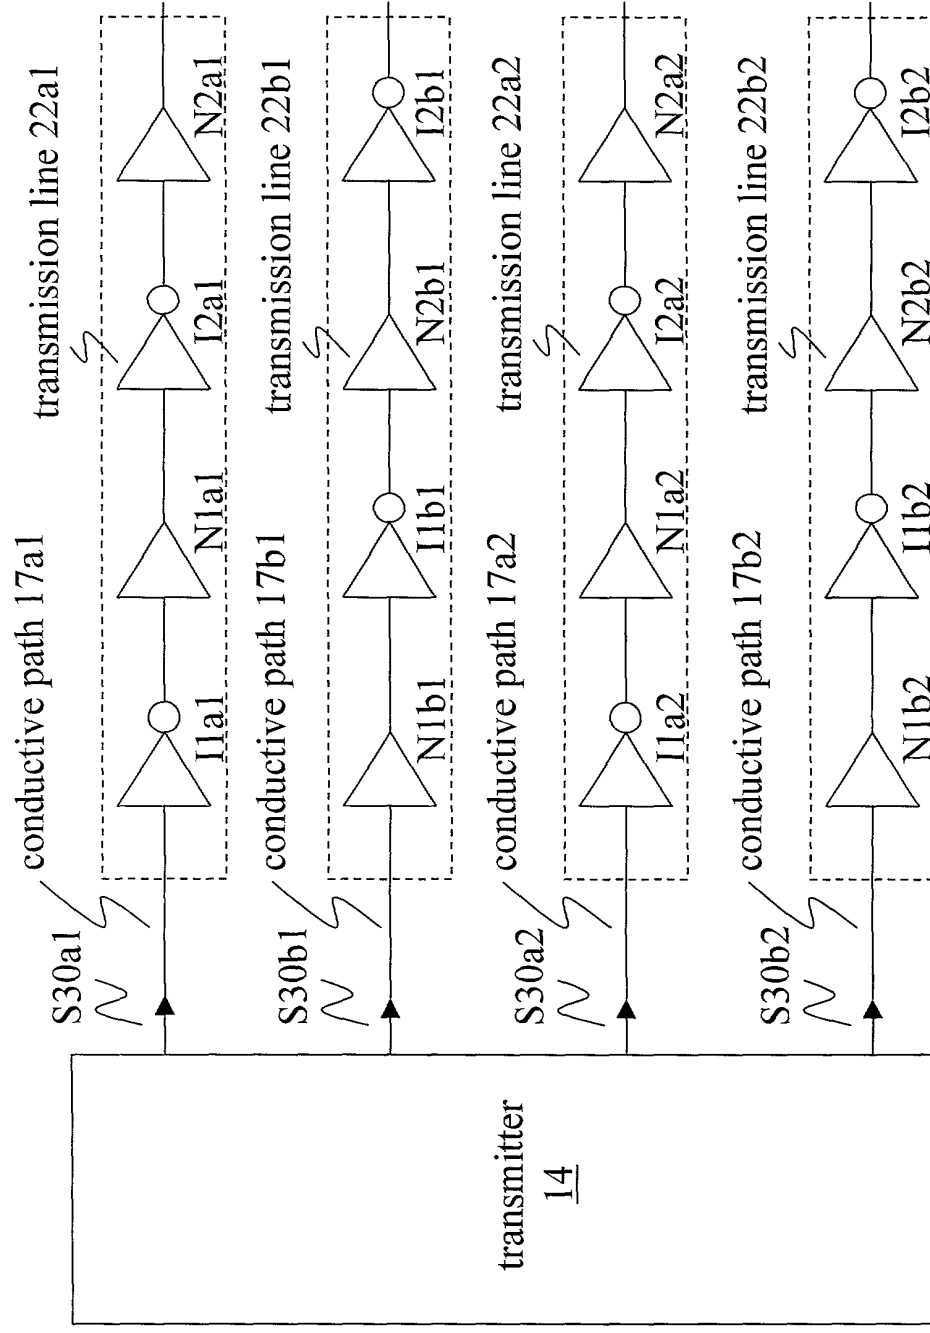 transmitter
14
S30a1
conductive path 17a1
transmission line 22a1
I1a1
N1a1
I2a1
N2a1
S30b1
conductive path 17b1
transmission line 22b1
N1b1
I1b1
N2b1
I2b1
S30a2
conductive path 17a2
transmission line 22a2
I1a2
N1a2
I2a2
N2a2
S30b2
conductive path 17b2
transmission line 22b2
N1b2
I1b2
N2b2
I2b2